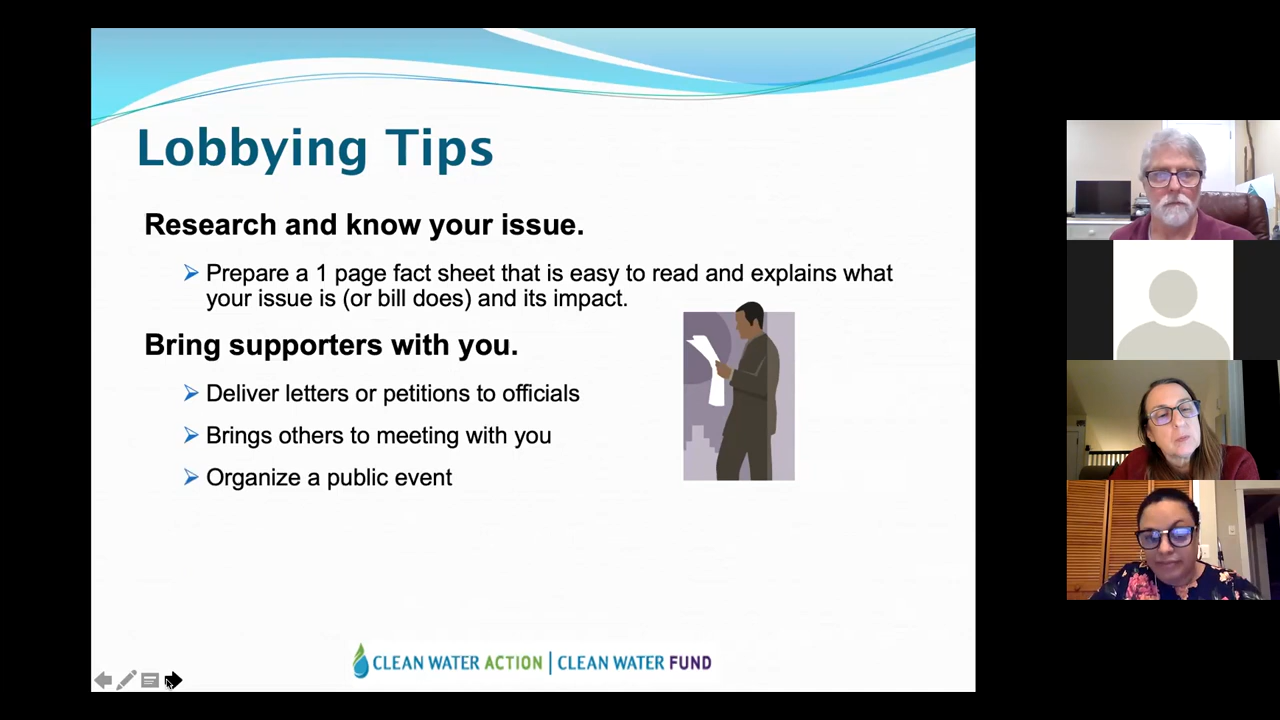 Lobbying Tips
Research and know your issue.
Prepare a 1 page fact sheet that is easy to read and explains what
your issue is (or bill does) and its impact.
Bring supporters with you.
Deliver letters or petitions to officials
Brings others to meeting with you
Organize a public event
CLEAN WATER ACTION | CLEAN WATER FUND